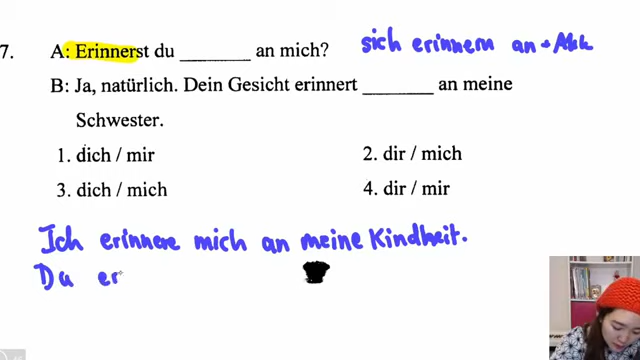 7. A: Erinnerst du _______ an mich? sich erinnern an + Akk
B: Ja, natürlich. Dein Gesicht erinnert _______ an meine
Schwester.
1. dich / mir 2. dir / mich
3. dich / mich 4. dir / mir
Ich erinnere mich an meine Kindheit.
Du er